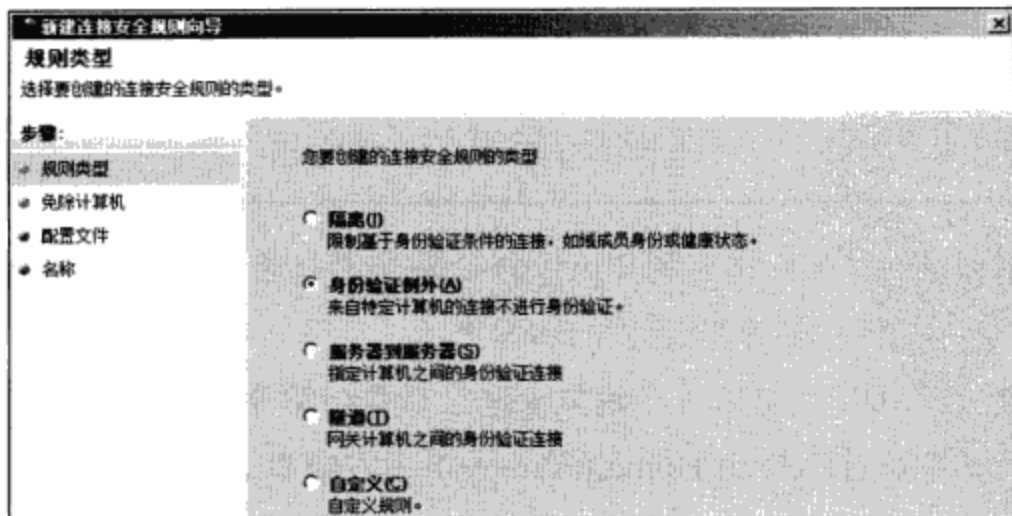 新建连接安全规则向导
规则类型
选择要创建的连接安全规则的类型。
步骤:
规则类型
免除计算机
配置文件
名称
您要创建的连接安全规则的类型
隔离(I)
限制基于身份验证条件的连接，如域成员身份或健康状态。
身份验证例外(A)
来自特定计算机的连接不进行身份验证。
服务器到服务器(S)
指定计算机之间的身份验证连接
隧道(T)
网关计算机之间的身份验证连接
自定义(C)
自定义规则。